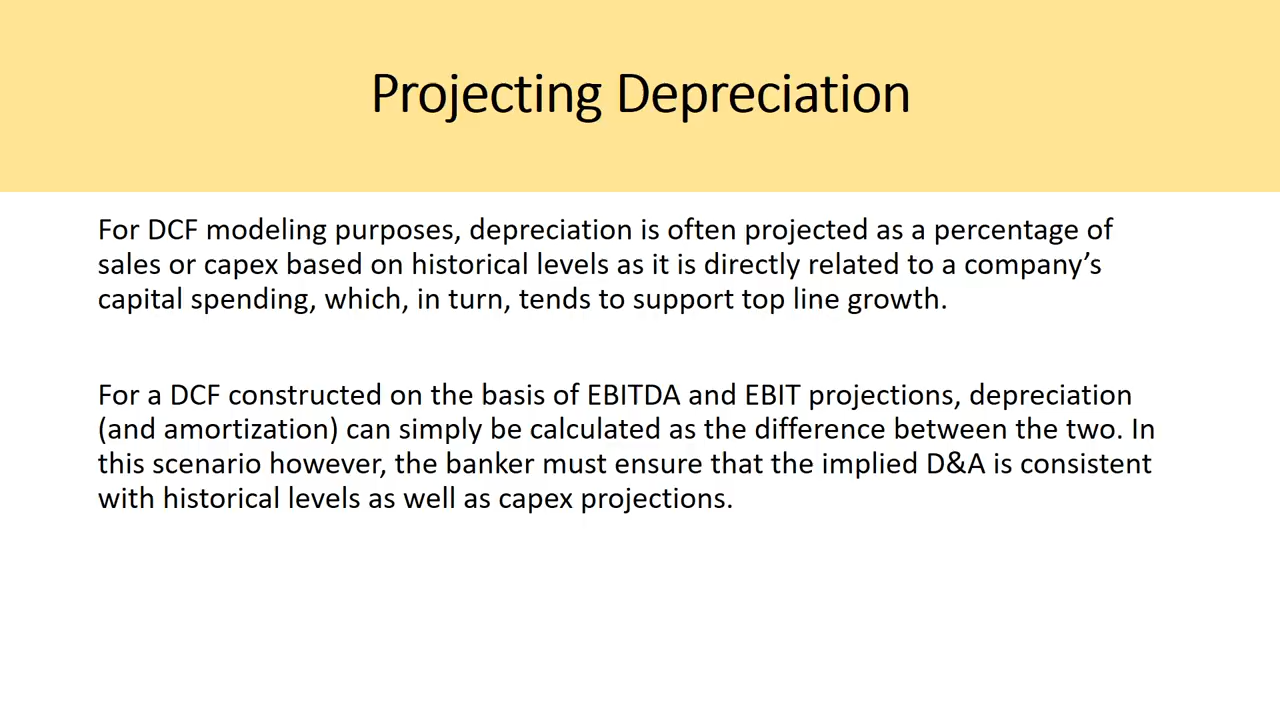 Projecting Depreciation
For DCF modeling purposes, depreciation is often projected as a percentage of
sales or capex based on historical levels as it is directly related to a company’s
capital spending, which, in turn, tends to support top line growth.
For a DCF constructed on the basis of EBITDA and EBIT projections, depreciation
(and amortization) can simply be calculated as the difference between the two. In
this scenario however, the banker must ensure that the implied D&A is consistent
with historical levels as well as capex projections.